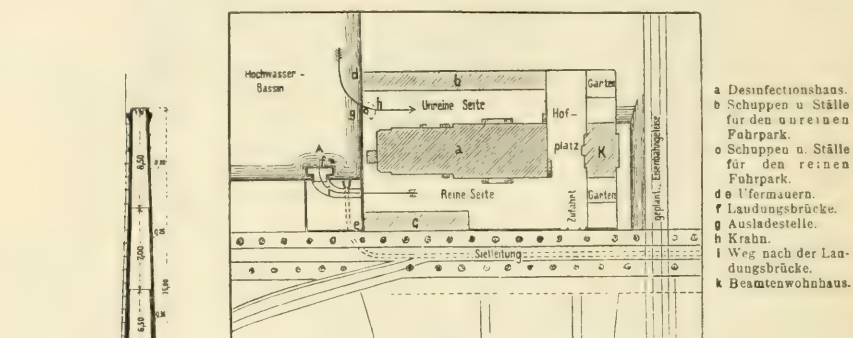 Hochwasser -
Bassin
d
b
Garten
h
Unreine Seite
g
Hof-
platz
a
K
A
Reine Seite
Garten
Zufahrt
geplant. Eisenbahngeleise
e
C
Sielleitung
8,50
7,00
6,50
a Desinfectionshaus.
b Schuppen u Ställe
für den unreinen
Fuhrpark.
c Schuppen u. Ställe
für den reinen
Fuhrpark.
d e Ufermauern.
f Landungsbrücke.
g Ausladestelle.
h Krahn.
i Weg nach der Lan-
dungsbrücke.
k Beamtenwohnhaus.